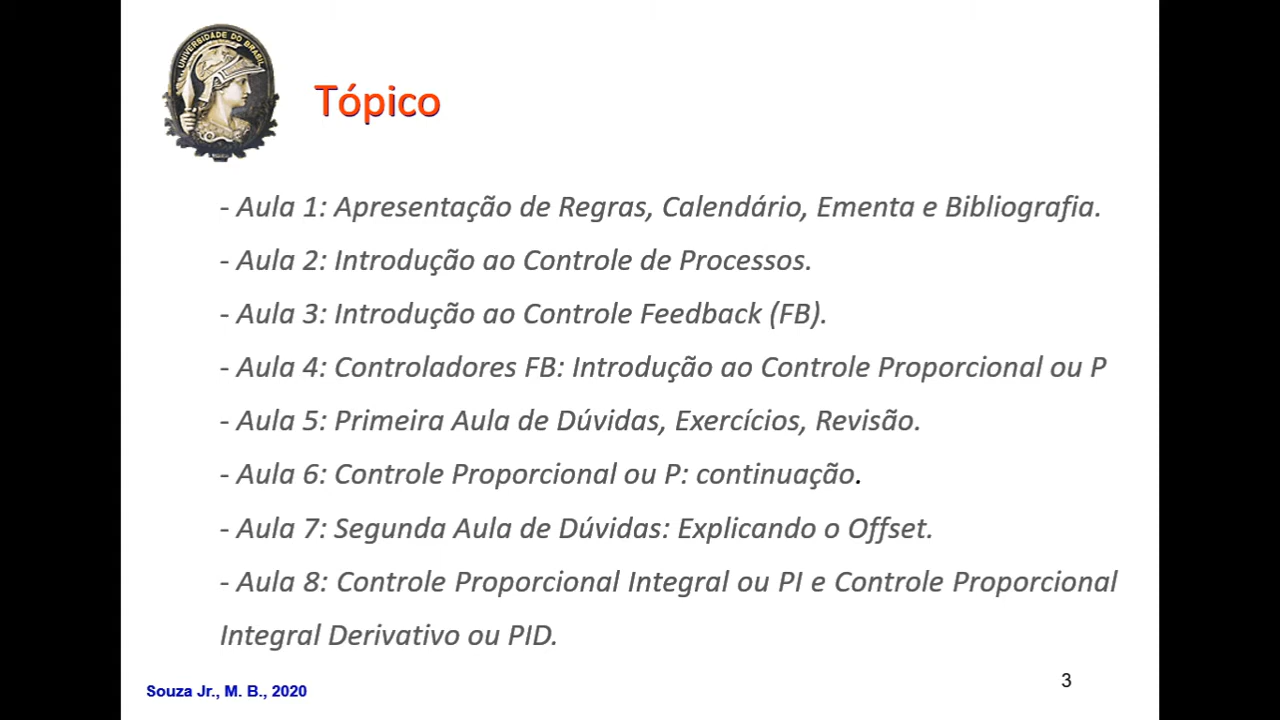 UNIVERSIDADE DO BRASIL
Tópico
- Aula 1: Apresentação de Regras, Calendário, Ementa e Bibliografia.
- Aula 2: Introdução ao Controle de Processos.
- Aula 3: Introdução ao Controle Feedback (FB).
- Aula 4: Controladores FB: Introdução ao Controle Proporcional ou P
- Aula 5: Primeira Aula de Dúvidas, Exercícios, Revisão.
- Aula 6: Controle Proporcional ou P: continuação.
- Aula 7: Segunda Aula de Dúvidas: Explicando o Offset.
- Aula 8: Controle Proporcional Integral ou PI e Controle Proporcional
Integral Derivativo ou PID.
Souza Jr., M. B., 2020
3